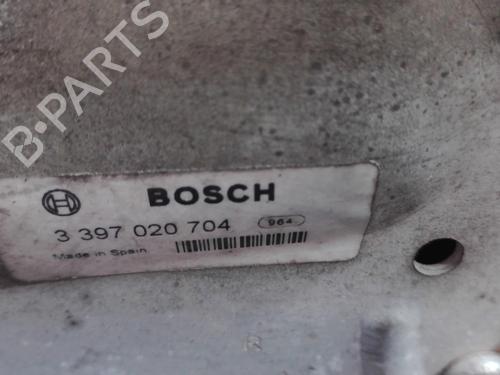 B-PARTS
BOSCH
3 397 020 704 964
Made in Spain
R